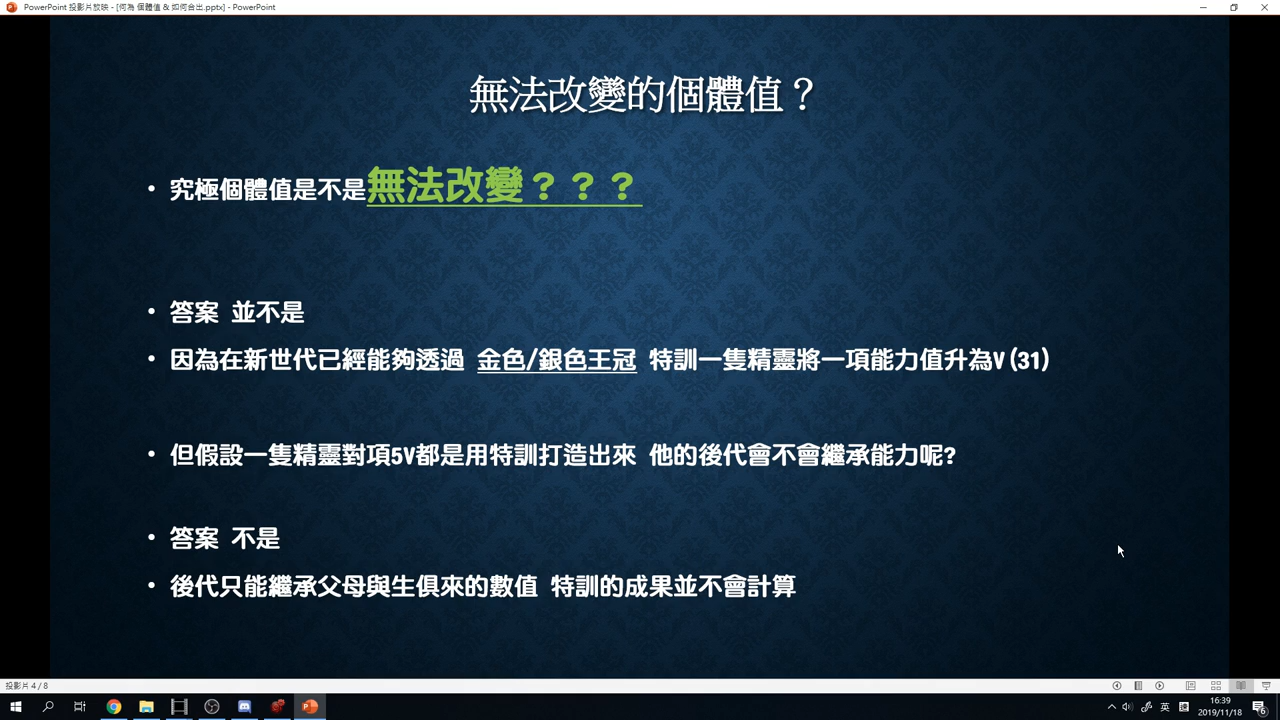 PowerPoint 投影片放映 - [何為 個體值 & 如何合出.pptx] - PowerPoint
無法改變的個體值？
• 究極個體值是不是無法改變？？？
• 答案 並不是
• 因為在新世代已經能夠透過 金色/銀色王冠 特訓一隻精靈將一項能力值升為V(31)
• 但假設一隻精靈對項5V都是用特訓打造出來 他的後代會不會繼承能力呢?
• 答案 不是
• 後代只能繼承父母與生俱來的數值 特訓的成果並不會計算
投影片 4 / 8
英
16:39
2019/11/18
6